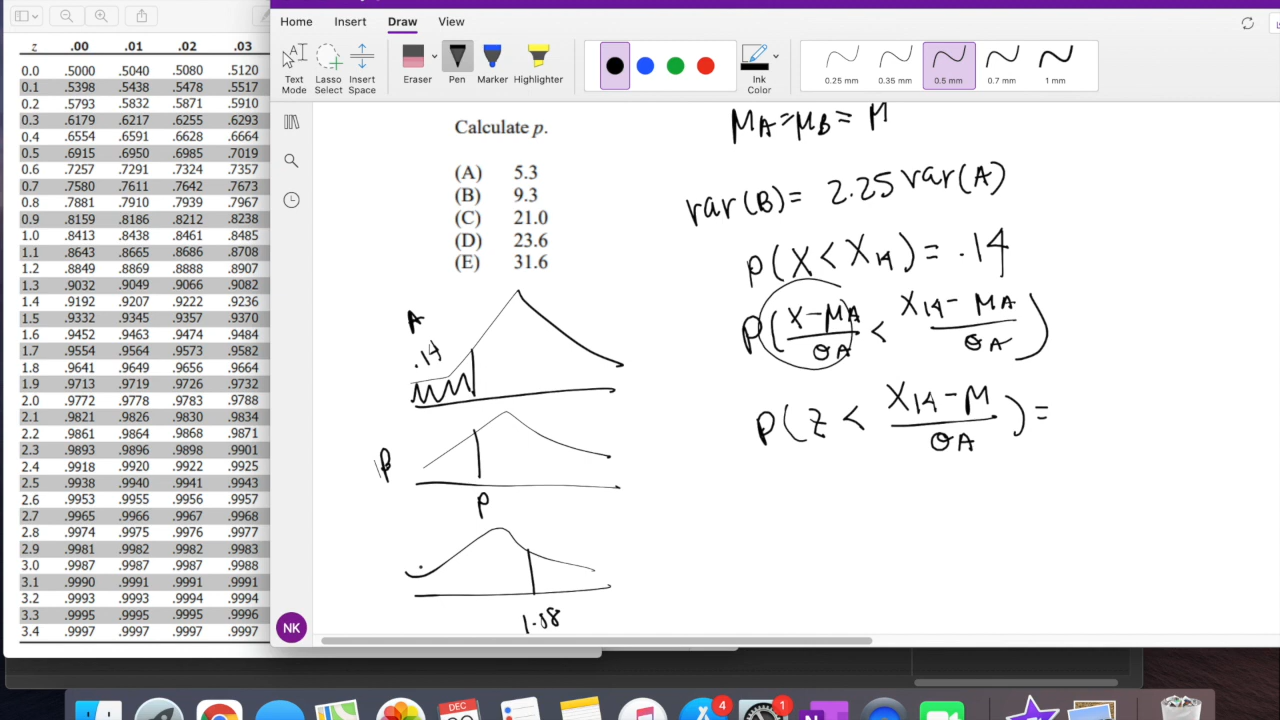 Home Insert Draw View
Text Mode
Lasso Select
Insert Space
Eraser
Pen
Marker
Highlighter
Ink Color
0.25 mm
0.35 mm
0.5 mm
0.7 mm
1 mm
z .00 .01 .02 .03
0.0 .5000 .5040 .5080 .5120
0.1 .5398 .5438 .5478 .5517
0.2 .5793 .5832 .5871 .5910
0.3 .6179 .6217 .6255 .6293
0.4 .6554 .6591 .6628 .6664
0.5 .6915 .6950 .6985 .7019
0.6 .7257 .7291 .7324 .7357
0.7 .7580 .7611 .7642 .7673
0.8 .7881 .7910 .7939 .7967
0.9 .8159 .8186 .8212 .8238
1.0 .8413 .8438 .8461 .8485
1.1 .8643 .8665 .8686 .8708
1.2 .8849 .8869 .8888 .8907
1.3 .9032 .9049 .9066 .9082
1.4 .9192 .9207 .9222 .9236
1.5 .9332 .9345 .9357 .9370
1.6 .9452 .9463 .9474 .9484
1.7 .9554 .9564 .9573 .9582
1.8 .9641 .9649 .9656 .9664
1.9 .9713 .9719 .9726 .9732
2.0 .9772 .9778 .9783 .9788
2.1 .9821 .9826 .9830 .9834
2.2 .9861 .9864 .9868 .9871
2.3 .9893 .9896 .9898 .9901
2.4 .9918 .9920 .9922 .9925
2.5 .9938 .9940 .9941 .9943
2.6 .9953 .9955 .9956 .9957
2.7 .9965 .9966 .9967 .9968
2.8 .9974 .9975 .9976 .9977
2.9 .9981 .9982 .9982 .9983
3.0 .9987 .9987 .9987 .9988
3.1 .9990 .9991 .9991 .9991
3.2 .9993 .9993 .9994 .9994
3.3 .9995 .9995 .9995 .9996
3.4 .9997 .9997 .9997 .9997
Calculate p.
(A) 5.3
(B) 9.3
(C) 21.0
(D) 23.6
(E) 31.6
A
.14
B
p
1.08
μA=μB= μ
var(B)= 2.25 var(A)
p(X < X14) = .14
P( X-μA / σA < X14-μA / σA )
p( z < X14-μ / σA ) =
NK
DEC
4
1